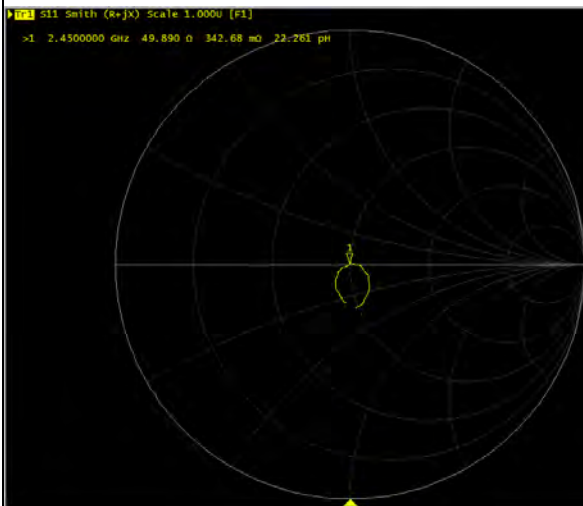 Tr1 S11 Smith (R+jX) Scale 1.000U [F1]
>1 2.4500000 GHz 49.890 Ω 342.68 mΩ 22.261 pH
1